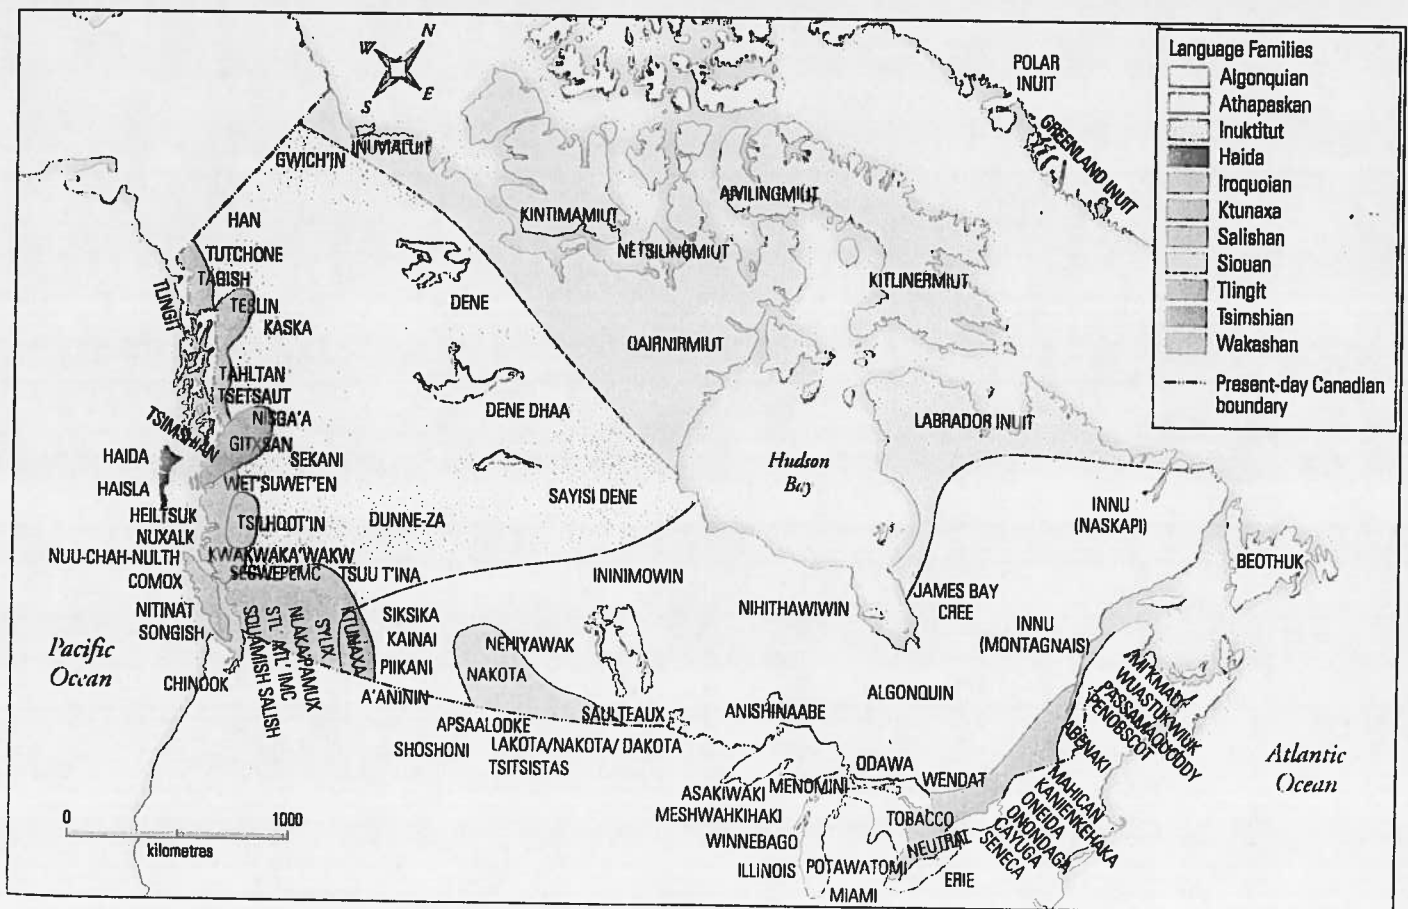 N
W
E
S
Language Families
Algonquian
Athapaskan
Inuktitut
Haida
Iroquoian
Ktunaxa
Salishan
Siouan
Tlingit
Tsimshian
Wakashan
Present-day Canadian
boundary
POLAR
INUIT
GREENLAND INUIT
GWICH'IN
INUVIALUIT
HAN
KINTIMAMIUT
AIVILINGMIUT
TUTCHONE
NETSILINGMIUT
TAGISH
KITLINERMIUT
TLINGIT
TESLIN
DENE
KASKA
QAIRNIRMIUT
TAHLTAN
TSETSAUT
DENE DHAA
LABRADOR INUIT
NISGA'A
TSIMSHIAN
GITXSAN
HAIDA
SEKANI
Hudson
Bay
HAISLA
WET'SUWET'EN
SAYISI DENE
INNU
(NASKAPI)
HEILTSUK
TSILHQOT'IN
DUNNE-ZA
NUXALK
NUU-CHAH-NULTH
KWAKWAKA'WAKW
BEOTHUK
COMOX
SEGWEPEMC
TSUU T'INA
ININIMOWIN
JAMES BAY
CREE
NITINAT
SIKSIKA
NIHITHAWIWIN
SONGISH
KAINAI
INNU
(MONTAGNAIS)
Pacific
Ocean
SQUAMISH SALISH
STL'ATL'IMC
NLAKA'PAMUX
SYILX
KTUNAXA
NEHIYAWAK
PIIKANI
NAKOTA
CHINOOK
A'ANININ
ALGONQUIN
MI'KMAQ
WUASTUKWIUK
PASSAMAQUODDY
PENOBSCOT
ABENAKI
SAULTEAUX
ANISHINAABE
APSAALODKE
SHOSHONI
LAKOTA/NAKOTA/DAKOTA
TSITSISTAS
Atlantic
Ocean
ODAWA
WENDAT
MENOMINI
ASAKIWAKI
MESHWAHKIHAKI
TOBACCO
MAHICAN
KANIENKEHAKA
ONEIDA
ONONDAGA
CAYUGA
SENECA
0
1000
kilometres
WINNEBAGO
NEUTRAL
ILLINOIS
POTAWATOMI
ERIE
MIAMI